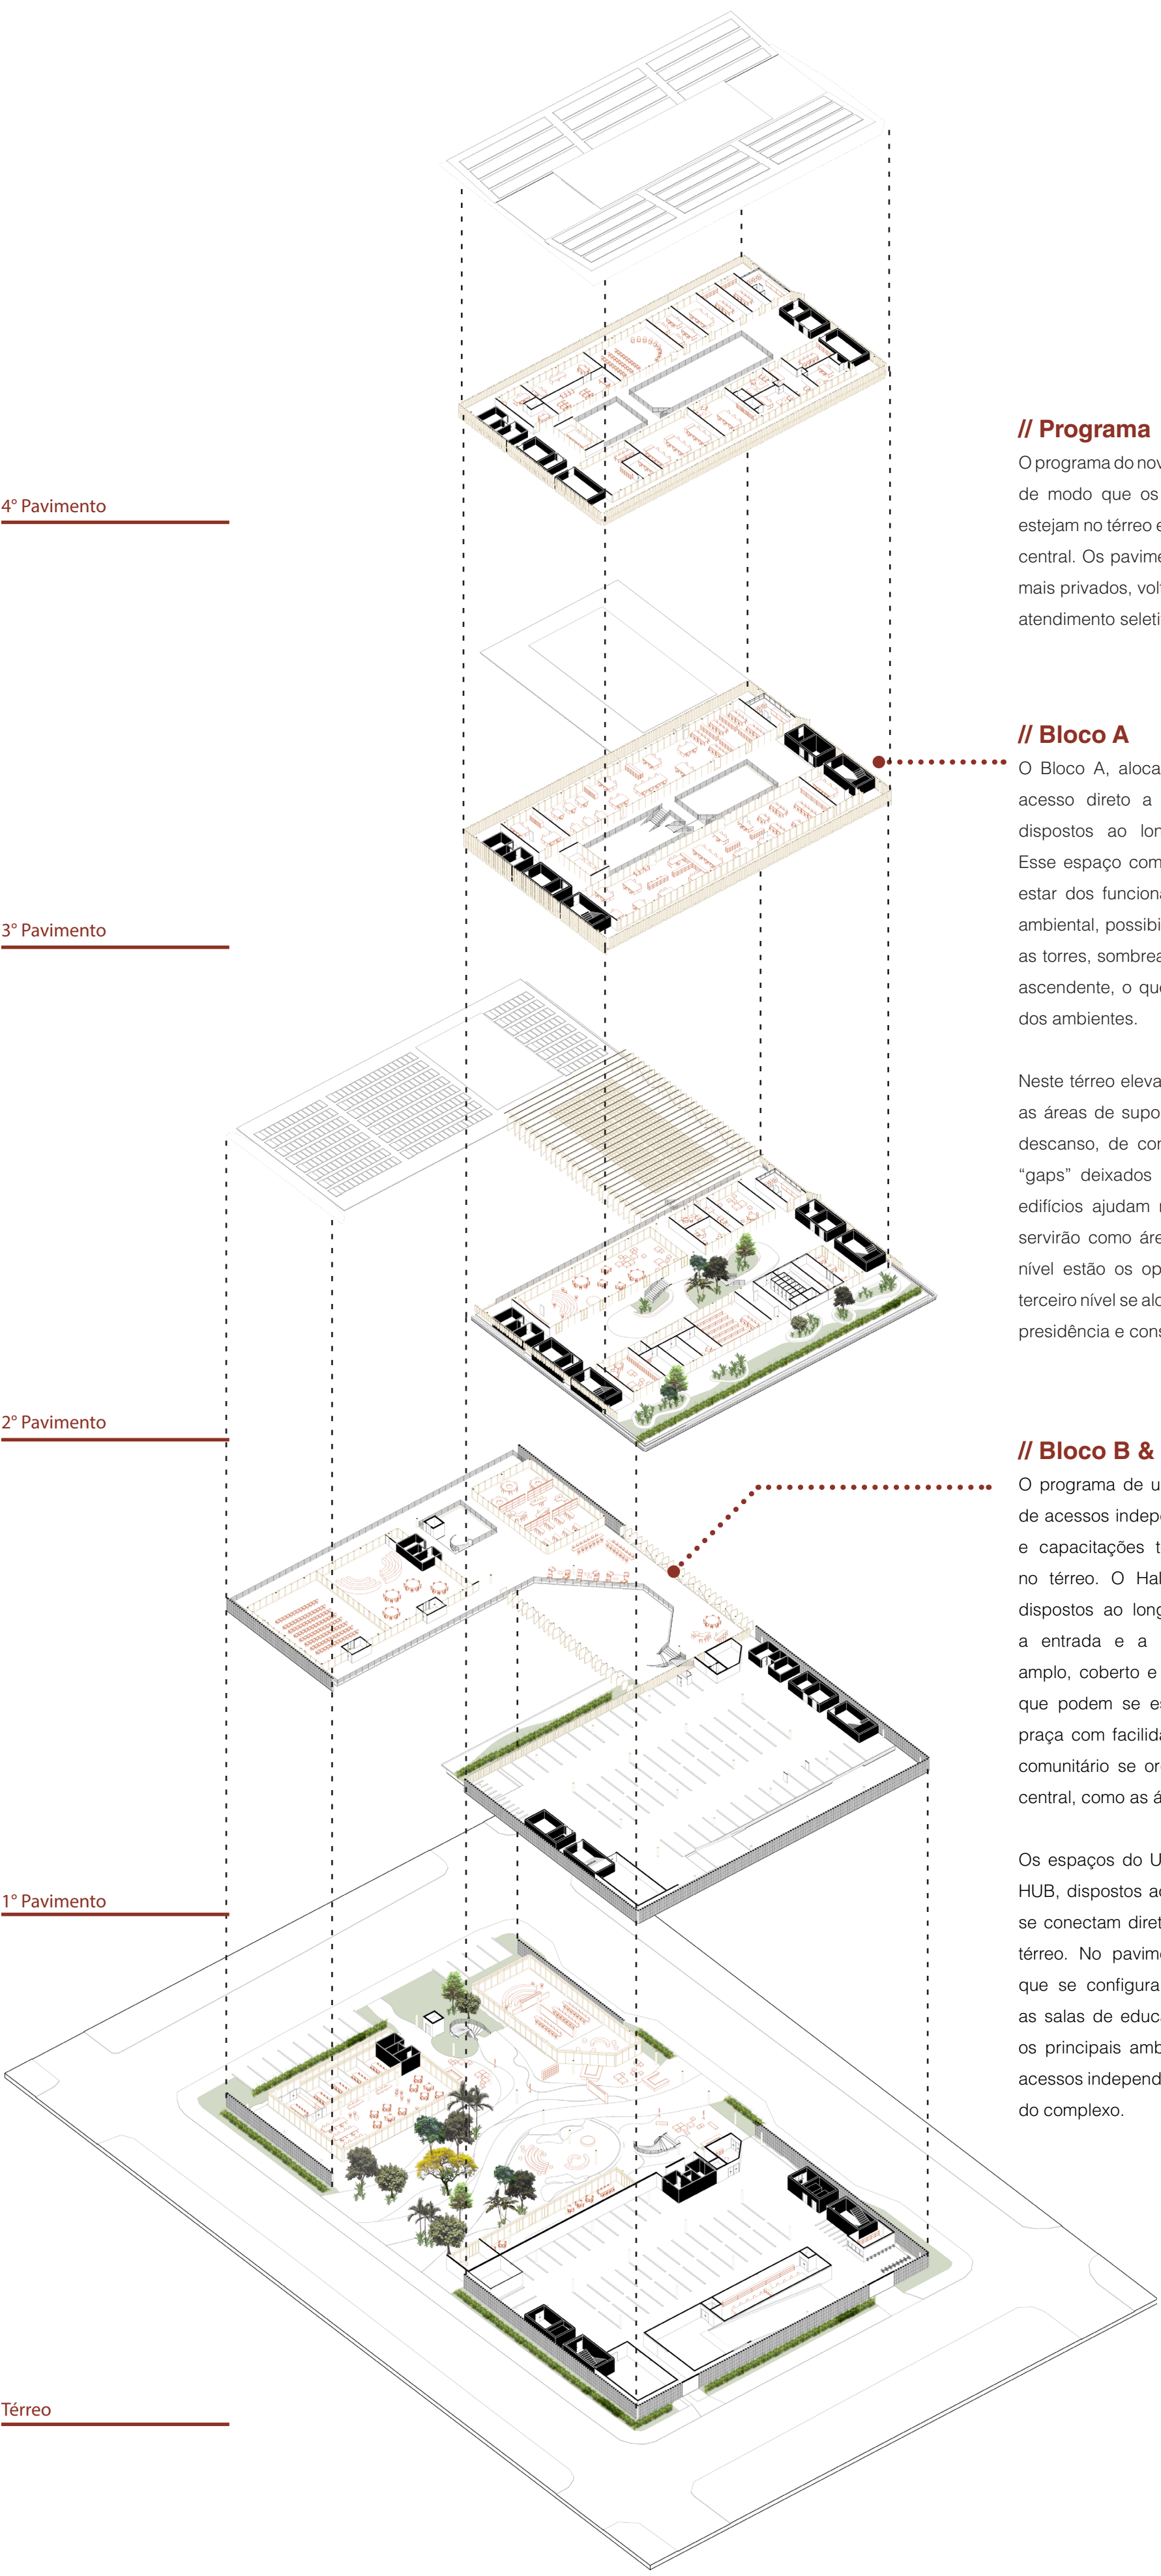 4° Pavimento
3° Pavimento
2° Pavimento
1° Pavimento
Térreo
// Programa
O programa do nov
de modo que os
estejam no térreo e
central. Os pavime
mais privados, vol
atendimento seleti
// Bloco A
O Bloco A, aloca
acesso direto a
dispostos ao lon
Esse espaço com
estar dos funciona
ambiental, possibi
as torres, sombrea
ascendente, o que
dos ambientes.
Neste térreo eleva
as áreas de supo
descanso, de con
“gaps” deixados
edifícios ajudam
servirão como áre
nível estão os op
terceiro nível se alo
presidência e cons
// Bloco B &
O programa de u
de acessos indepe
e capacitações t
no térreo. O Hal
dispostos ao long
a entrada e a
amplo, coberto e
que podem se es
praça com facilida
comunitário se or
central, como as á
Os espaços do U
HUB, dispostos ac
se conectam diret
térreo. No pavime
que se configura
as salas de educa
os principais amb
acessos independ
do complexo.